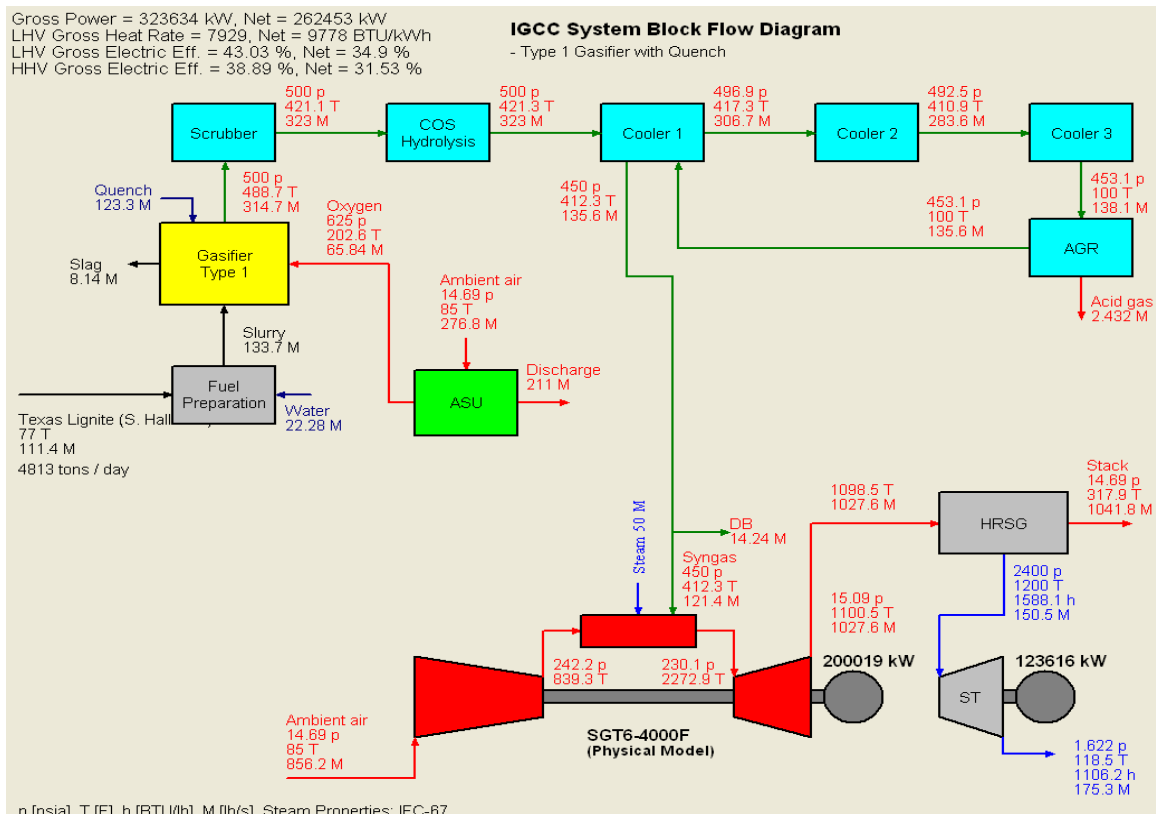 Gross Power = 323634 kW, Net = 262453 kW
LHV Gross Heat Rate = 7929, Net = 9778 BTU/kWh
LHV Gross Electric Eff. = 43.03 %, Net = 34.9 %
HHV Gross Electric Eff. = 38.89 %, Net = 31.53 %
IGCC System Block Flow Diagram
- Type 1 Gasifier with Quench
Scrubber
500 p
421.1 T
323 M
COS
Hydrolysis
500 p
421.3 T
323 M
Cooler 1
496.9 p
417.3 T
306.7 M
Cooler 2
492.5 p
410.9 T
283.6 M
Cooler 3
500 p
488.7 T
314.7 M
Quench
123.3 M
Oxygen
625 p
202.6 T
65.84 M
450 p
412.3 T
135.6 M
453.1 p
100 T
135.6 M
453.1 p
100 T
138.1 M
Gasifier
Type 1
AGR
Slag
8.14 M
Ambient air
14.69 p
85 T
276.8 M
Acid gas
2.432 M
Slurry
133.7 M
Fuel
Preparation
ASU
Discharge
211 M
Water
22.28 M
Texas Lignite (S. Hall
77 T
111.4 M
4813 tons / day
Steam 50 M
DB
14.24 M
Syngas
450 p
412.3 T
121.4 M
1098.5 T
1027.6 M
HRSG
Stack
14.69 p
317.9 T
1041.8 M
15.09 p
1100.5 T
1027.6 M
2400 p
1200 T
1588.1 h
150.5 M
242.2 p
839.3 T
230.1 p
2272.9 T
200019 kW
123616 kW
ST
Ambient air
14.69 p
85 T
856.2 M
SGT6-4000F
(Physical Model)
1.622 p
118.5 T
1106.2 h
175.3 M
p [psia], T [F], h [BTU/lb], M [lb/s], Steam Properties: IFC-67